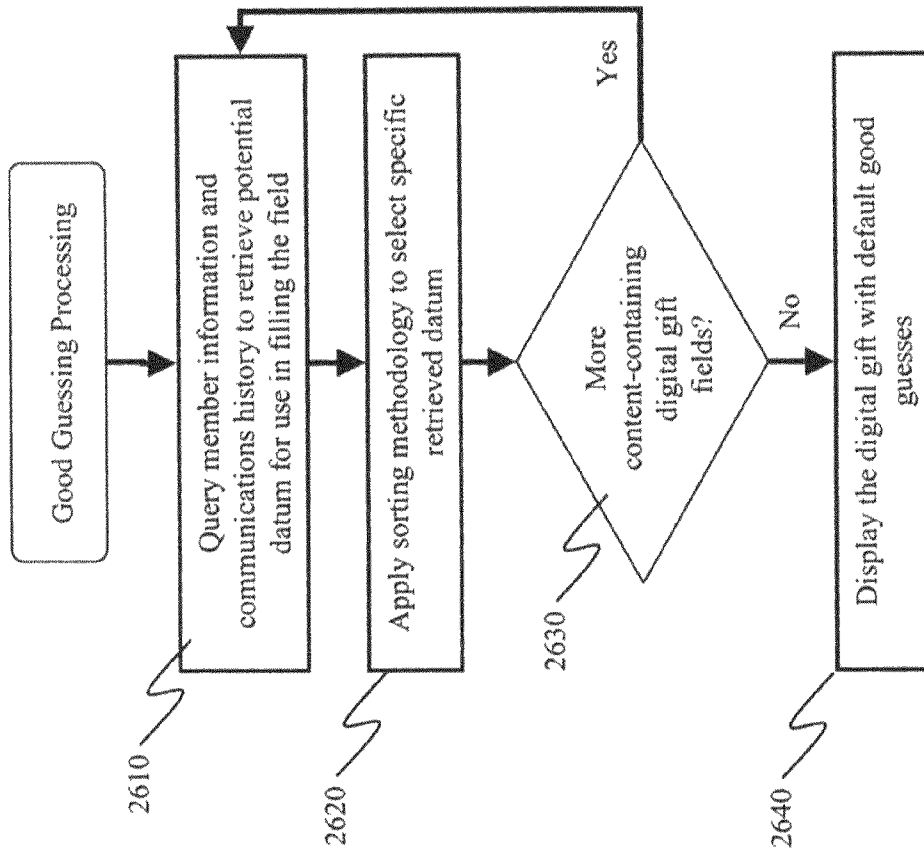 Good Guessing Processing
2610
Query member information and
communications history to retrieve potential
datum for use in filling the field
2620
Apply sorting methodology to select specific
retrieved datum
2630
More
content-containing
digital gift
fields?
Yes
No
2640
Display the digital gift with default good
guesses